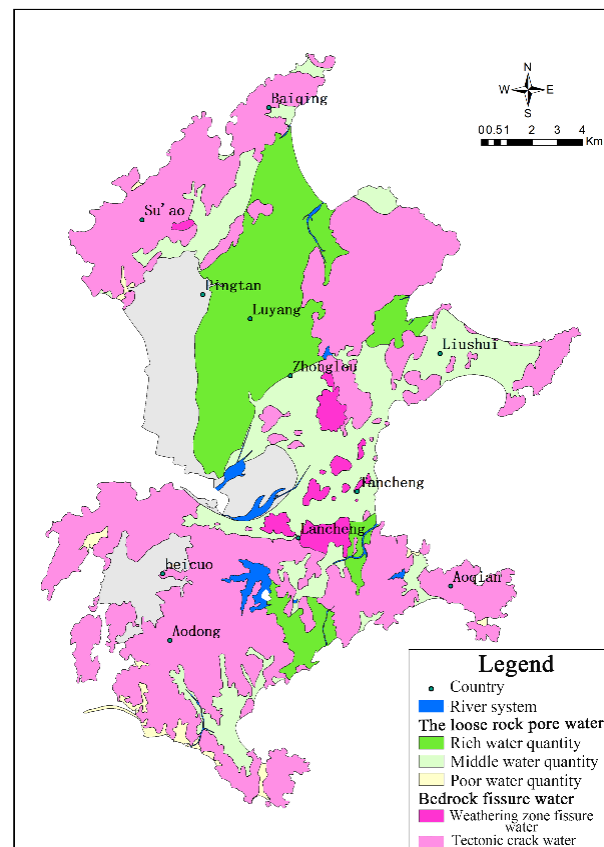 Baiqing
N
W E
S
0 0.5 1 2 3 4
Km
Su'ao
Pingtan
Luyang
Liushui
Zhonglou
Tancheng
Lancheng
beicuo
Aoqian
Aodong
Legend
Country
River system
The loose rock pore water
Rich water quantity
Middle water quantity
Poor water quantity
Bedrock fissure water
Weathering zone fissure
water
Tectonic crack water